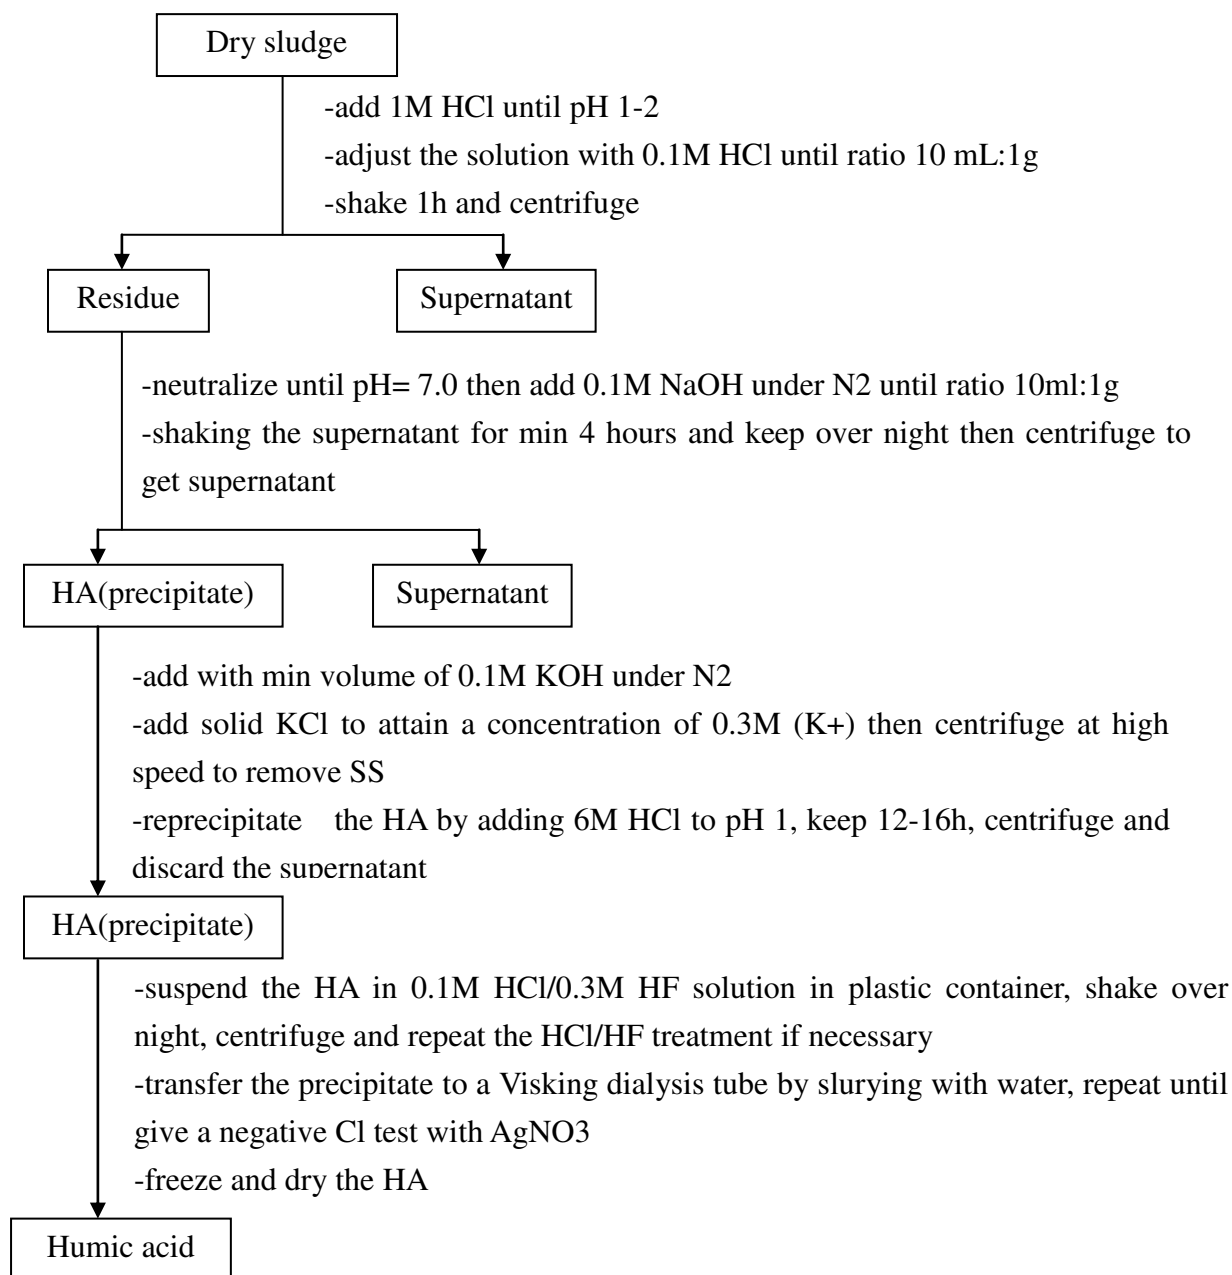 Dry sludge
-add 1M HCl until pH 1-2
-adjust the solution with 0.1M HCl until ratio 10 mL:1g
-shake 1h and centrifuge
Residue
Supernatant
-neutralize until pH= 7.0 then add 0.1M NaOH under N2 until ratio 10ml:1g
-shaking the supernatant for min 4 hours and keep over night then centrifuge to
get supernatant
HA(precipitate)
Supernatant
-add with min volume of 0.1M KOH under N2
-add solid KCl to attain a concentration of 0.3M (K+) then centrifuge at high
speed to remove SS
-reprecipitate the HA by adding 6M HCl to pH 1, keep 12-16h, centrifuge and
discard the supernatant
HA(precipitate)
-suspend the HA in 0.1M HCl/0.3M HF solution in plastic container, shake over
night, centrifuge and repeat the HCl/HF treatment if necessary
-transfer the precipitate to a Visking dialysis tube by slurying with water, repeat until
give a negative Cl test with AgNO3
-freeze and dry the HA
Humic acid